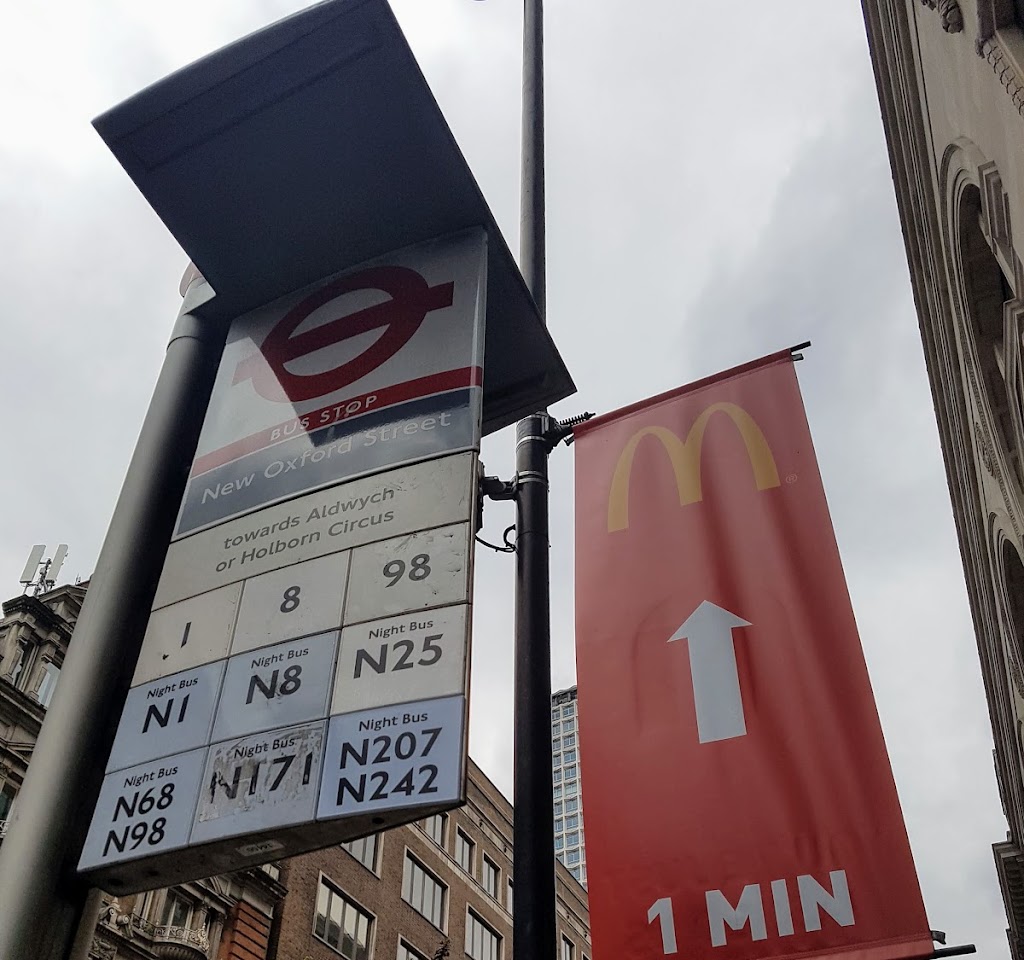 BUS STOP
New Oxford Street
towards Aldwych
or Holborn Circus
1
8
98
Night Bus
N1
Night Bus
N8
Night Bus
N25
Night Bus
N68
N98
Night Bus
N171
Night Bus
N207
N242
M
®
1 MIN